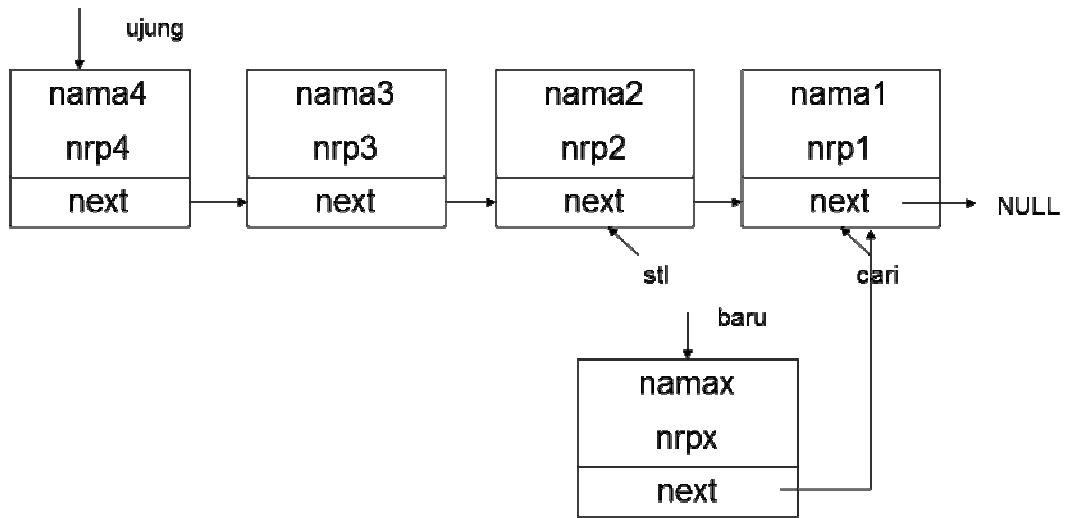 ujung
nama4
nrp4
next
nama3
nrp3
next
nama2
nrp2
next
nama1
nrp1
next
NULL
stl
cari
baru
namax
nrpx
next